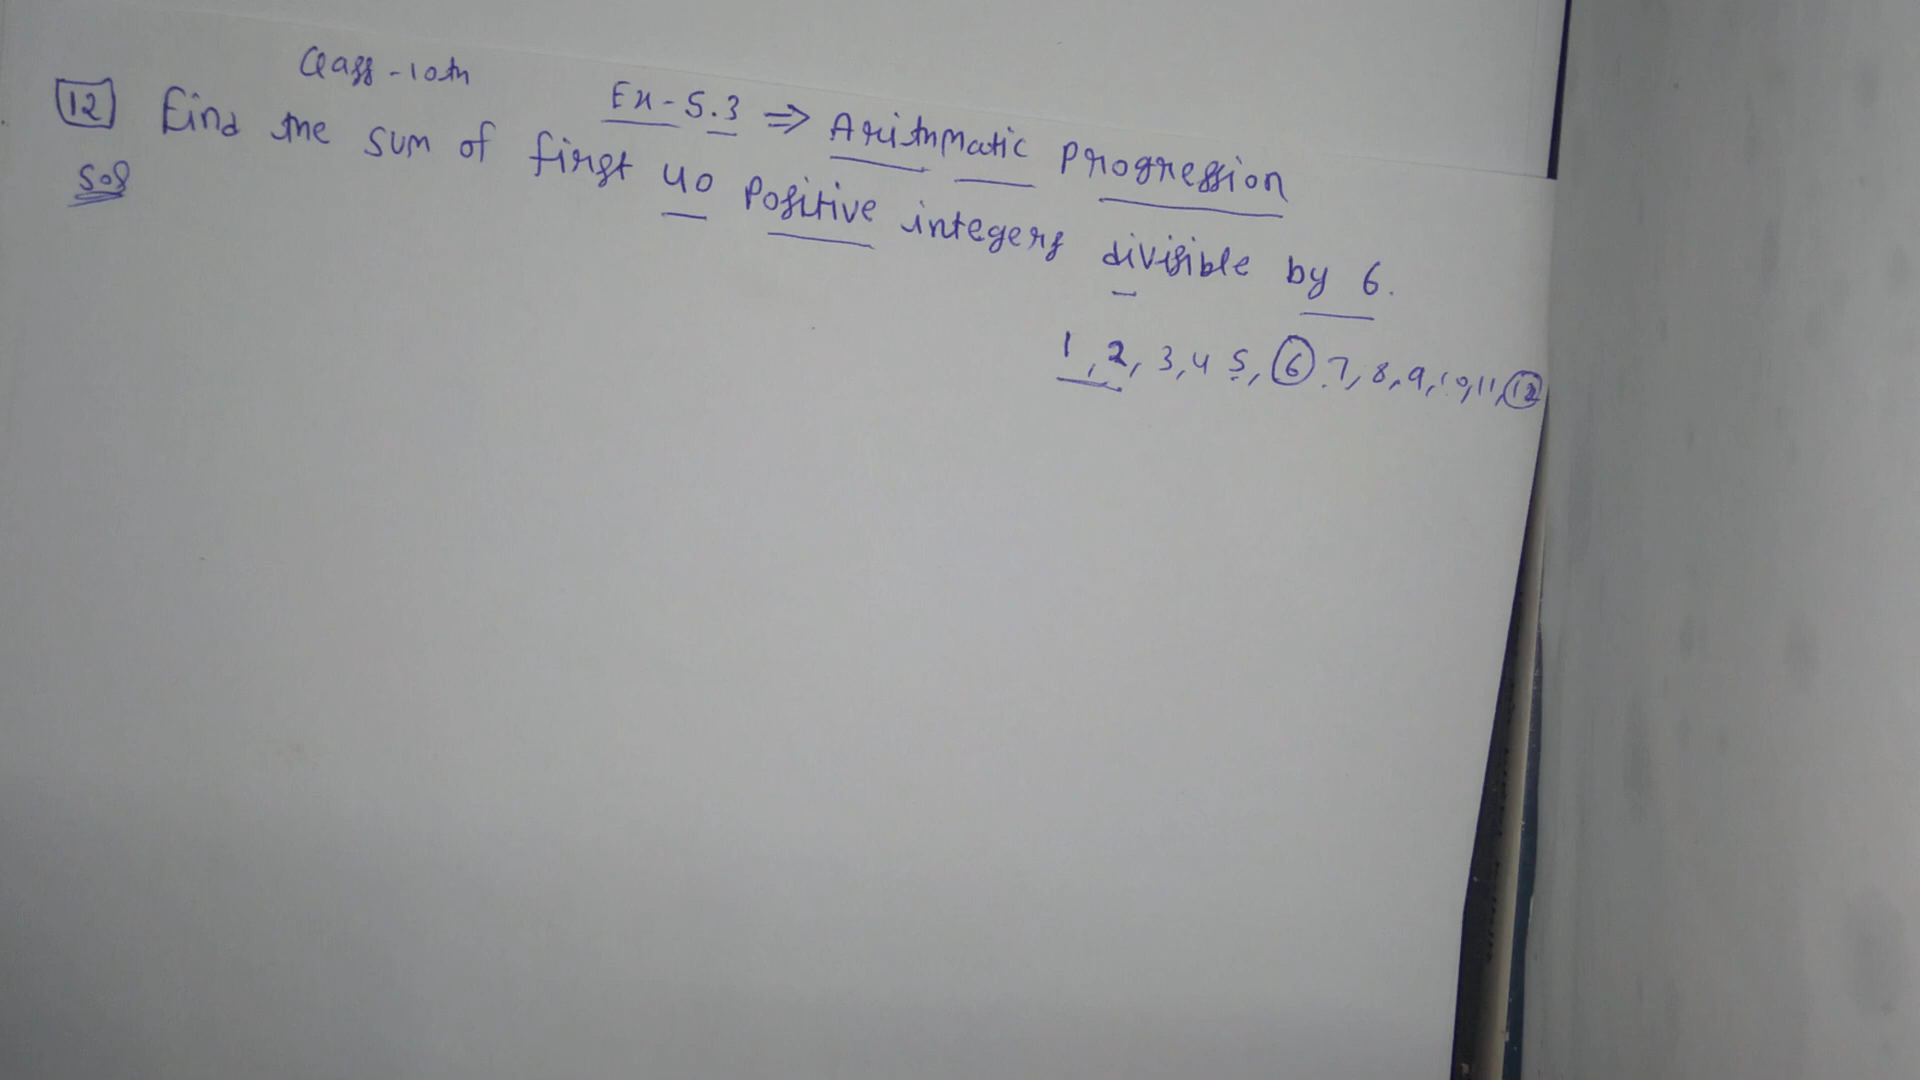 Class-10th
Ex-5.3 ⇒ Arithmatic Progression
12 Find the sum of first 40 Positive integers divisible by 6.
Sol
1,2,3,4 5,6.7,8,9,10,11,12